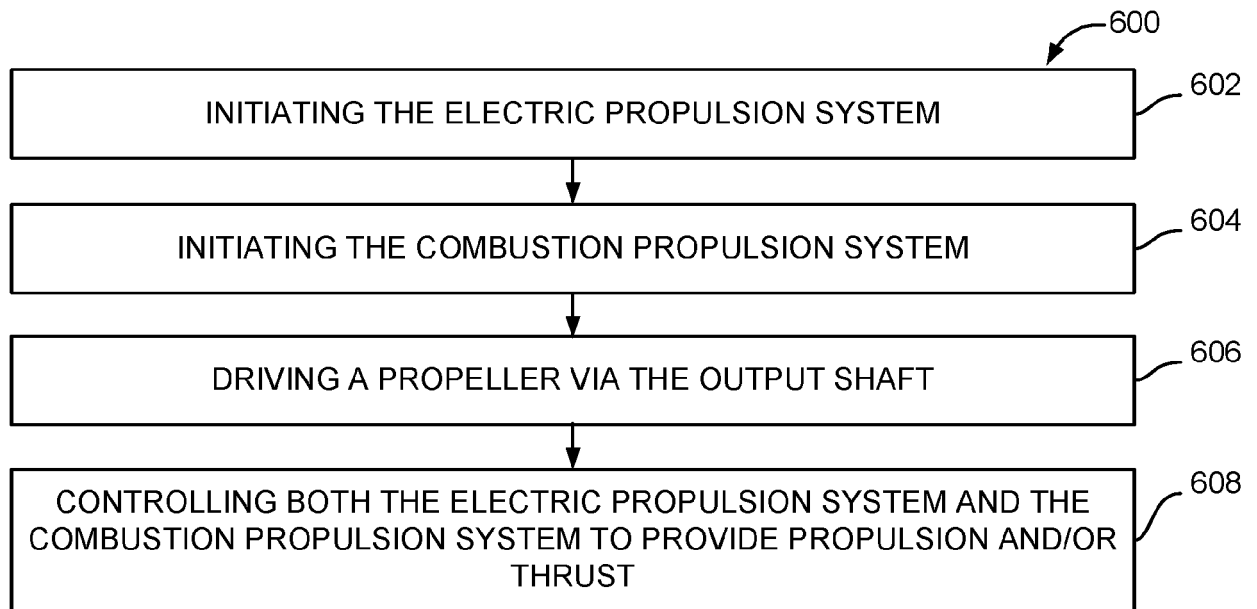 600
INITIATING THE ELECTRIC PROPULSION SYSTEM
602
INITIATING THE COMBUSTION PROPULSION SYSTEM
604
DRIVING A PROPELLER VIA THE OUTPUT SHAFT
606
CONTROLLING BOTH THE ELECTRIC PROPULSION SYSTEM AND THE
COMBUSTION PROPULSION SYSTEM TO PROVIDE PROPULSION AND/OR
THRUST
608